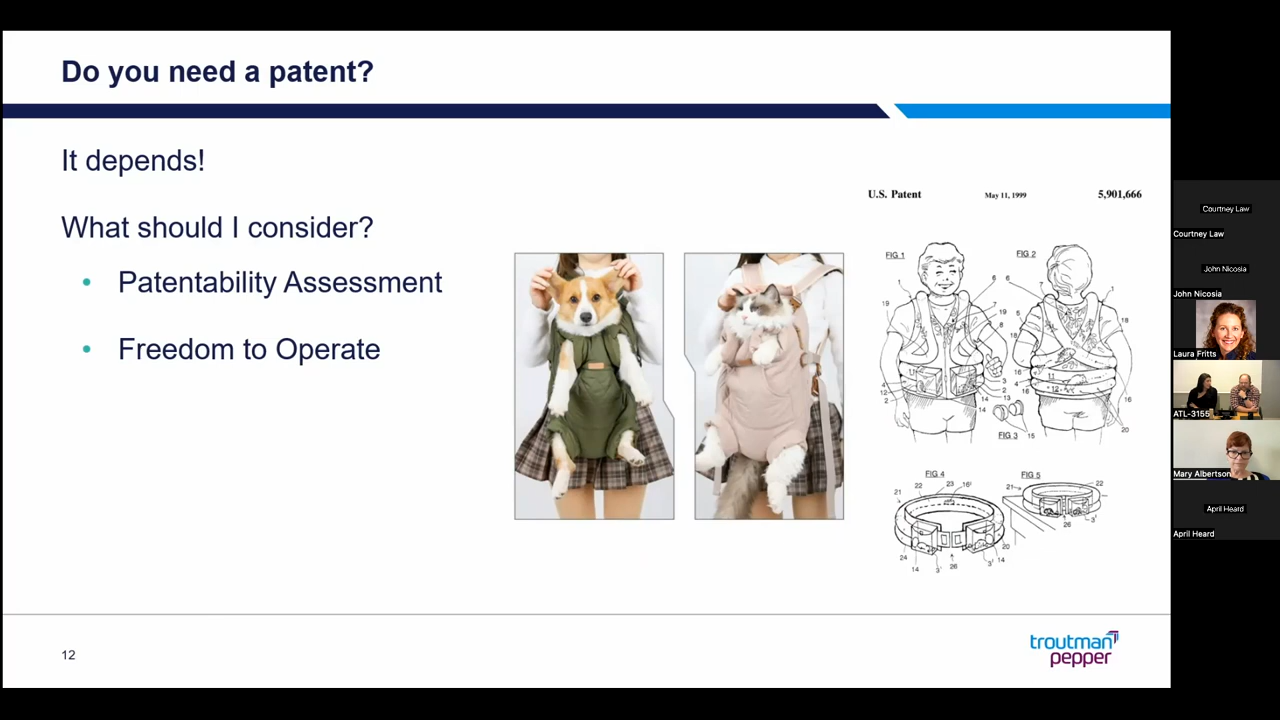 Do you need a patent?
It depends!
What should I consider?
• Patentability Assessment
• Freedom to Operate
U.S. Patent May 11, 1999 5,901,666
FIG 1 FIG 2
FIG 3
FIG 4 FIG 5
12
troutman
pepper
Courtney Law
Courtney Law
John Nicosia
John Nicosia
Laura Fritts
ATL-3155
Mary Albertson
April Heard
April Heard